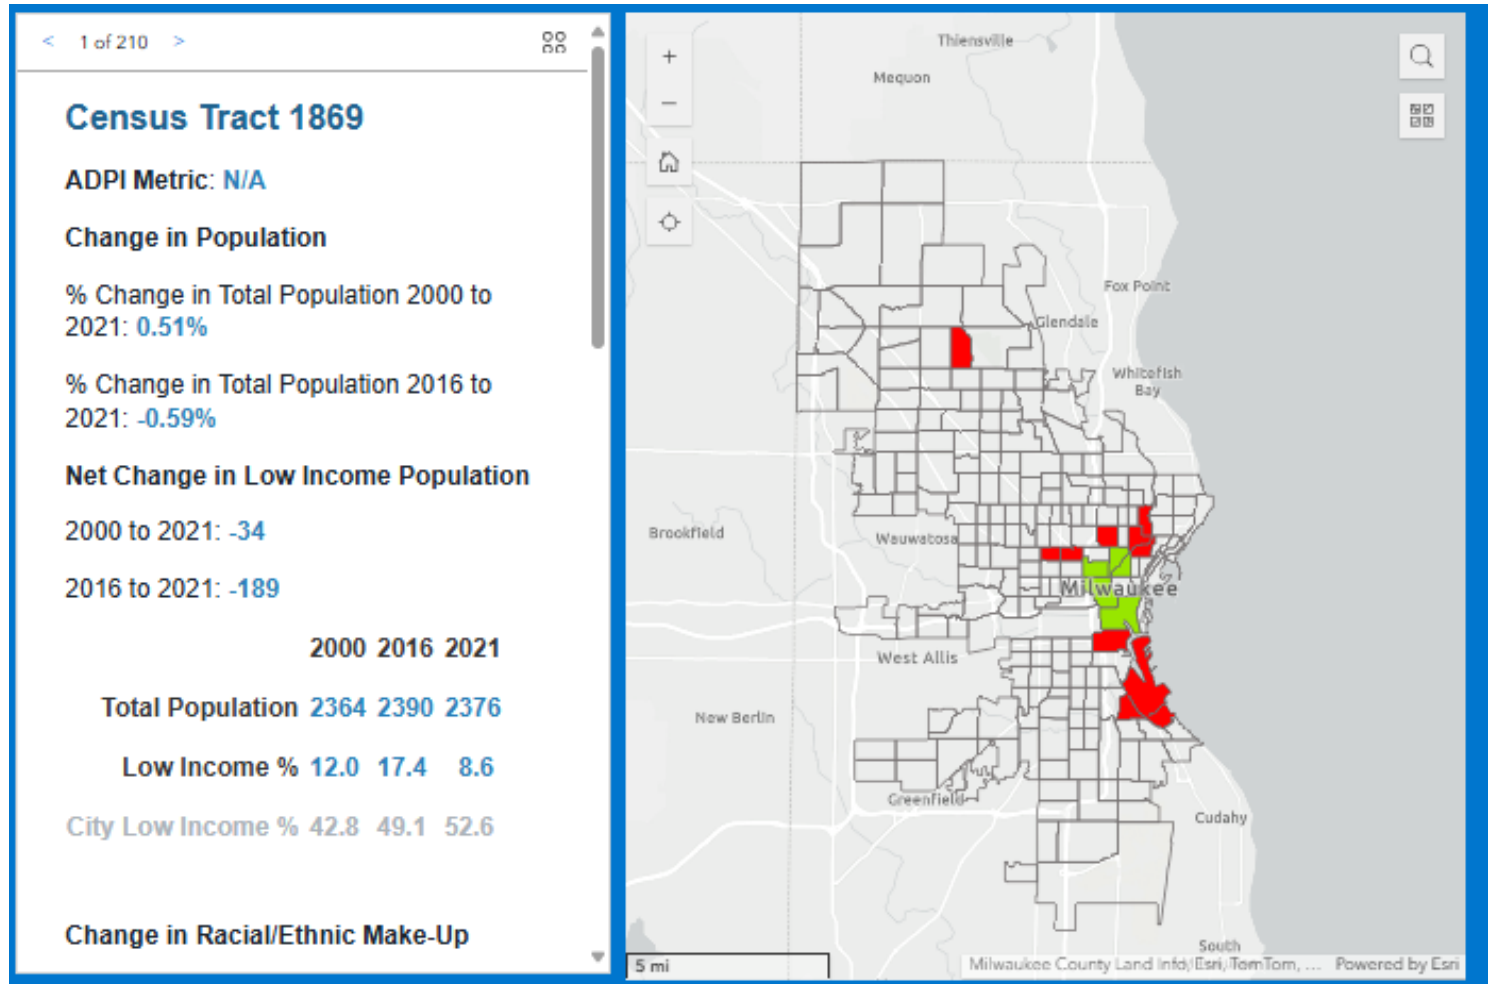 < 1 of 210 >
Census Tract 1869
ADPI Metric: N/A
Change in Population
% Change in Total Population 2000 to
2021: 0.51%
% Change in Total Population 2016 to
2021: -0.59%
Net Change in Low Income Population
2000 to 2021: -34
2016 to 2021: -189
2000 2016 2021
Total Population 2364 2390 2376
Low Income % 12.0 17.4 8.6
City Low Income % 42.8 49.1 52.6
Change in Racial/Ethnic Make-Up
+
−
Thiensville
Mequon
Fox Point
Glendale
Whitefish
Bay
Brookfield
Wauwatosa
Milwaukee
West Allis
New Berlin
Greenfield
Cudahy
South
5 mi
Milwaukee County Land Info, Esri, TomTom, ... Powered by Esri